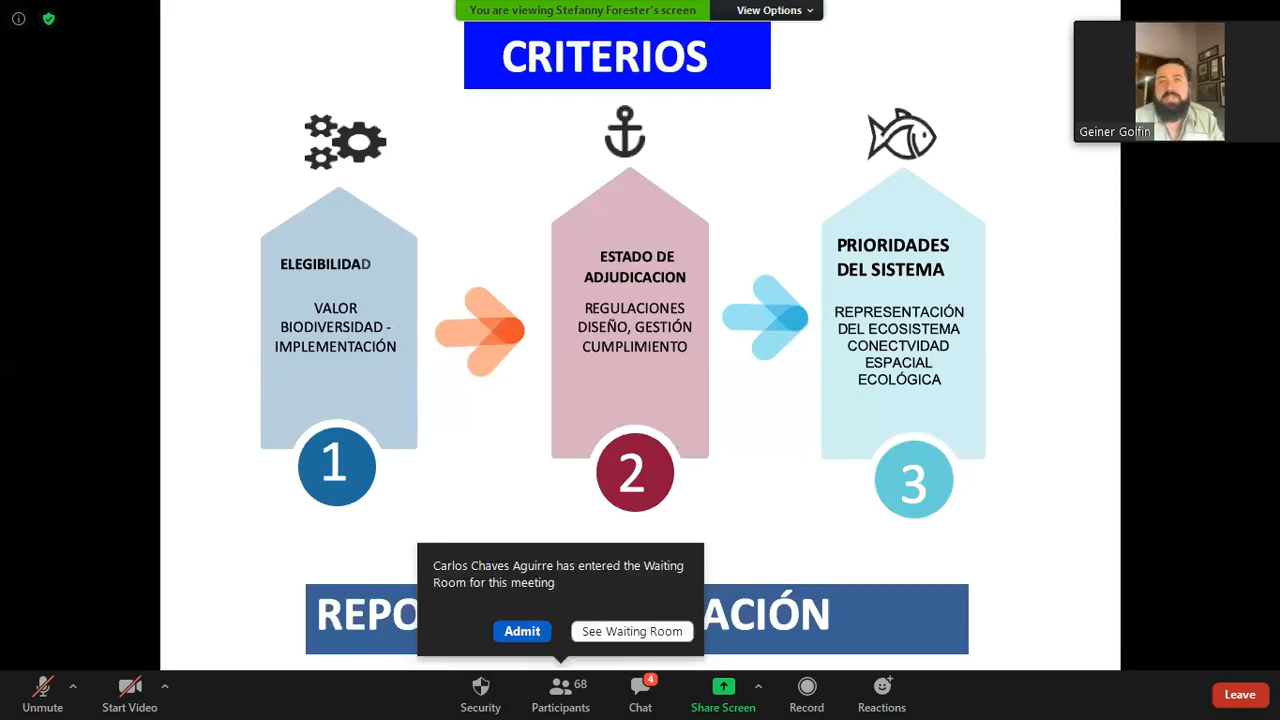 You are viewing Stefanny Forester's screen
View Options
CRITERIOS
Geiner Golfin
ELEGIBILIDAD
VALOR
BIODIVERSIDAD -
IMPLEMENTACIÓN
1
ESTADO DE
ADJUDICACION
REGULACIONES
DISEÑO, GESTIÓN
CUMPLIMIENTO
2
PRIORIDADES
DEL SISTEMA
REPRESENTACIÓN
DEL ECOSISTEMA
CONECTVIDAD
ESPACIAL
ECOLÓGICA
3
Carlos Chaves Aguirre has entered the Waiting
Room for this meeting
Admit
See Waiting Room
Unmute
Start Video
Security
Participants
68
Chat
4
Share Screen
Record
Reactions
Leave